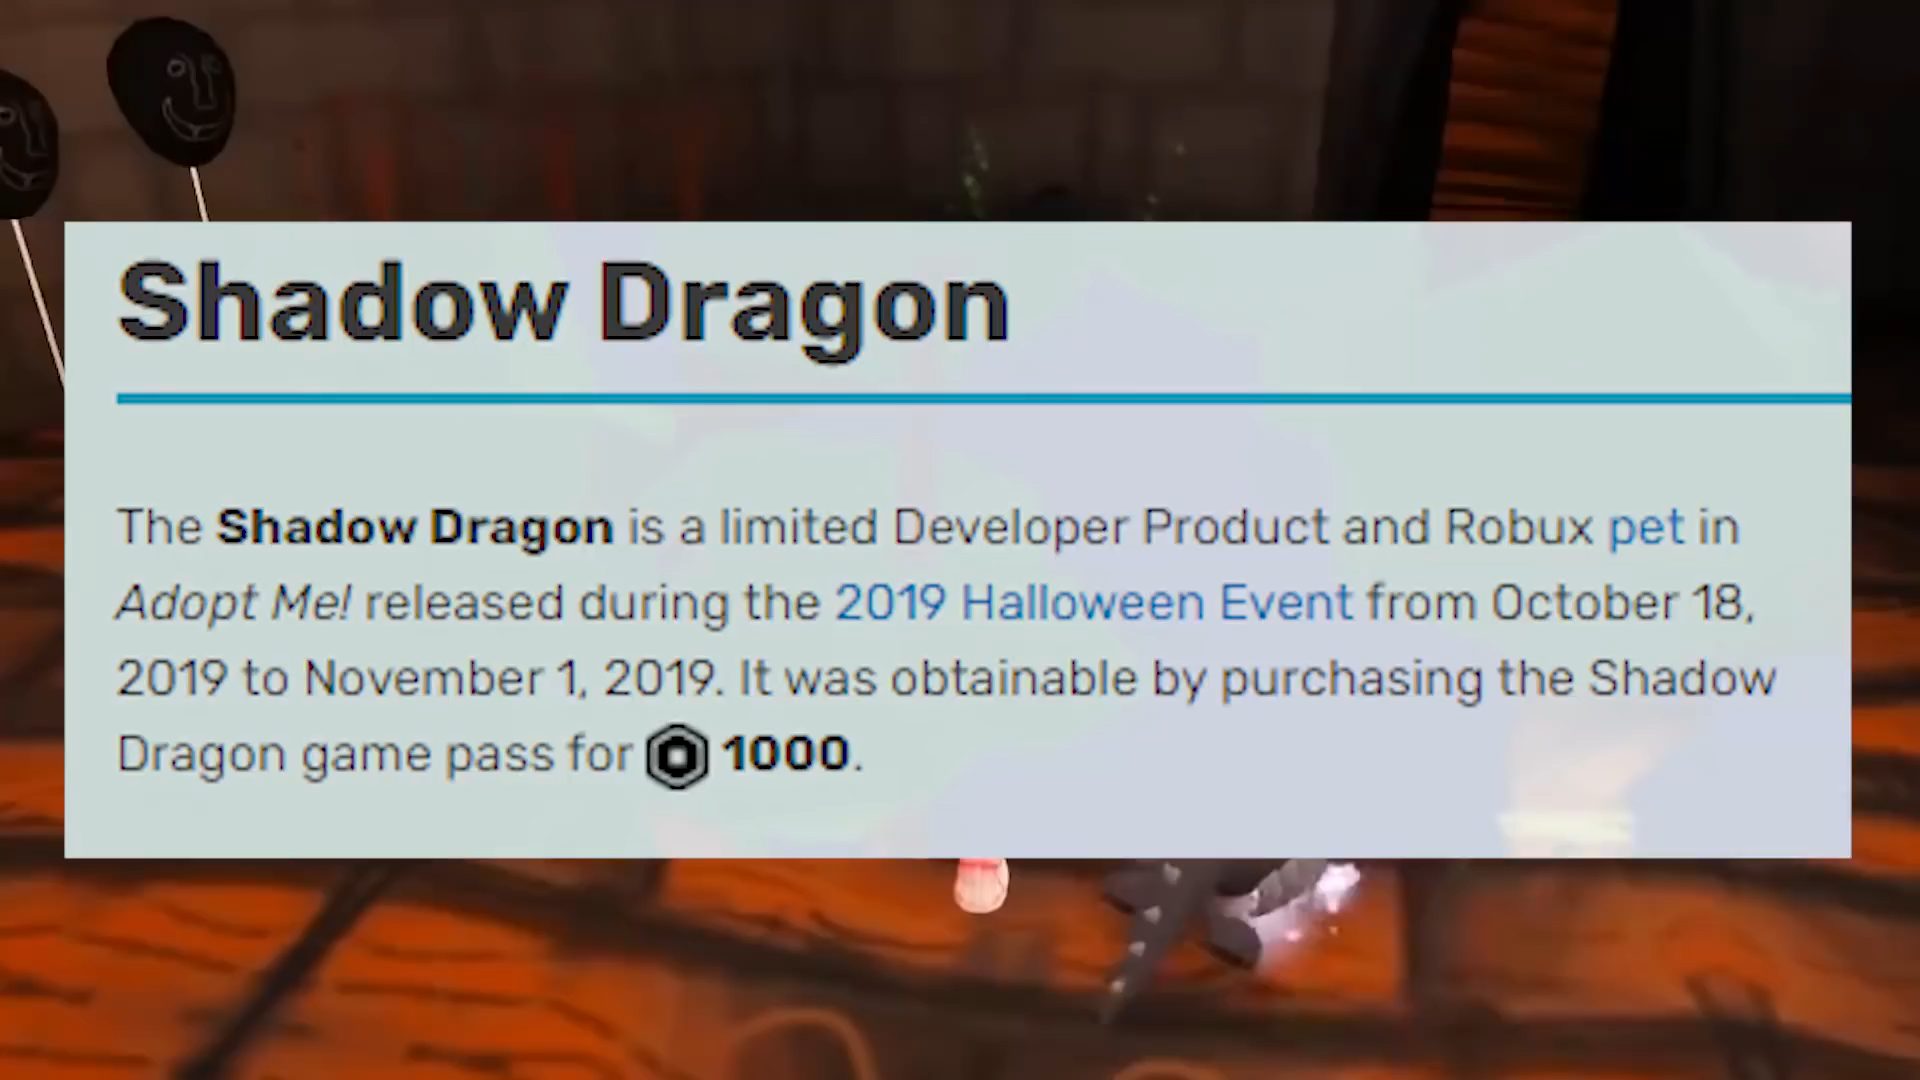 Shadow Dragon
The Shadow Dragon is a limited Developer Product and Robux pet in
Adopt Me! released during the 2019 Halloween Event from October 18,
2019 to November 1, 2019. It was obtainable by purchasing the Shadow
Dragon game pass for 1000.